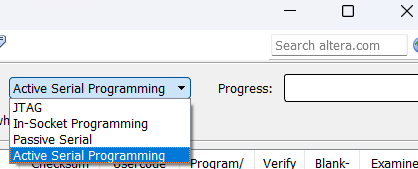 Search altera.com
Active Serial Programming
Progress:
JTAG
In-Socket Programming
Passive Serial
Active Serial Programming
Checksum Usercode Program/ Verify Blank- Examine